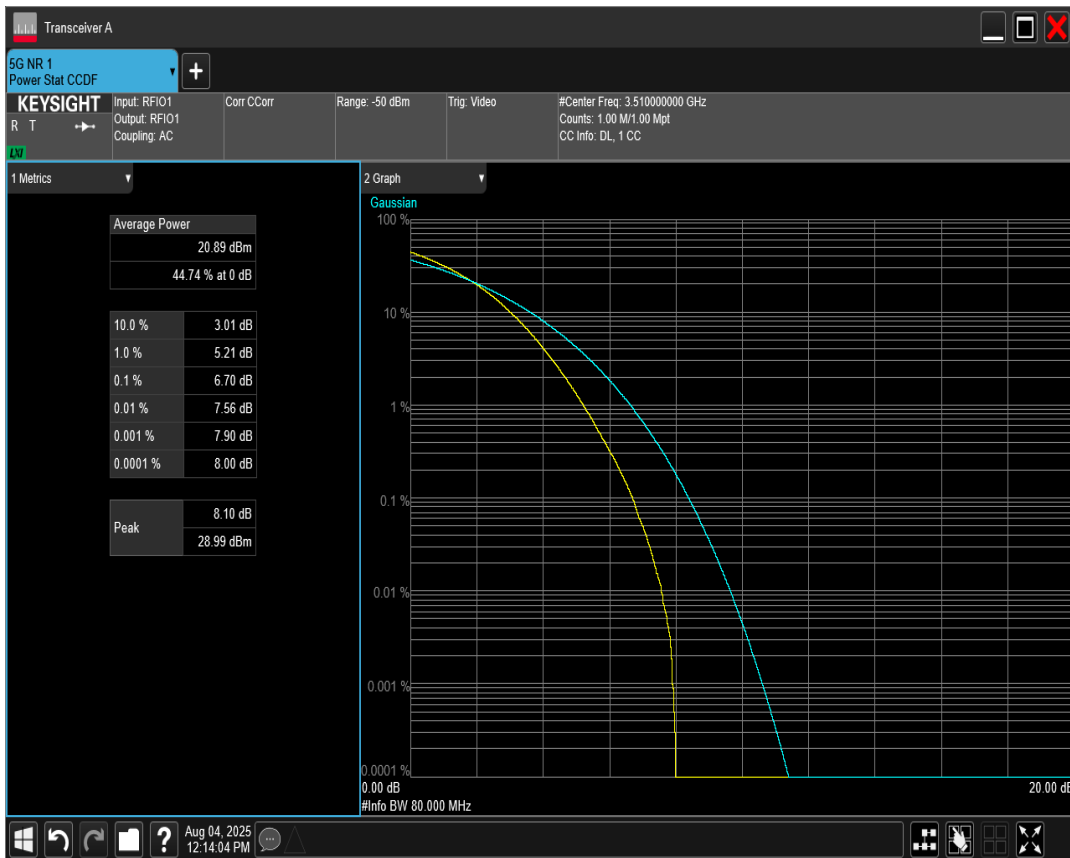 Transceiver A
5G NR 1
Power Stat CCDF
KEYSIGHT
R T
LXI
Input: RFIO1
Output: RFIO1
Coupling: AC
Corr CCorr
Range: -50 dBm
Trig: Video
#Center Freq: 3.510000000 GHz
Counts: 1.00 M/1.00 Mpt
CC Info: DL, 1 CC
1 Metrics
Average Power
20.89 dBm
44.74 % at 0 dB
10.0 % 3.01 dB
1.0 % 5.21 dB
0.1 % 6.70 dB
0.01 % 7.56 dB
0.001 % 7.90 dB
0.0001 % 8.00 dB
Peak
8.10 dB
28.99 dBm
2 Graph
Gaussian
100 %
10 %
1 %
0.1 %
0.01 %
0.001 %
0.0001 %
0.00 dB
20.00 dB
#Info BW 80.000 MHz
?
Aug 04, 2025
12:14:04 PM